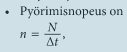 • Pyörimisnopeus on
n = N/Δt,